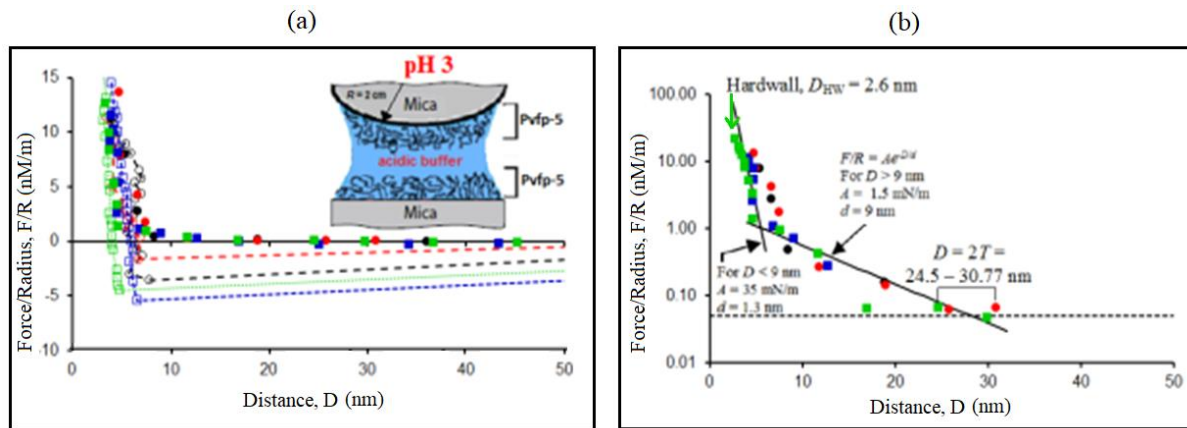 (a)
pH 3
R = 2 cm
Mica
Pvfp-5
acidic buffer
Pvfp-5
Mica
Force/Radius, F/R (nM/m)
15
10
5
0
-5
-10
0 10 20 30 40 50
Distance, D (nm)
(b)
Hardwall, D_HW = 2.6 nm
F/R = Ae^D/d
For D > 9 nm
A = 1.5 mN/m
d = 9 nm
For D < 9 nm
A = 35 mN/m
d = 1.3 nm
D = 2T =
24.5 – 30.77 nm
Force/Radius, F/R (nM/m)
100.00
10.00
1.00
0.10
0.01
0 10 20 30 40 50
Distance, D (nm)